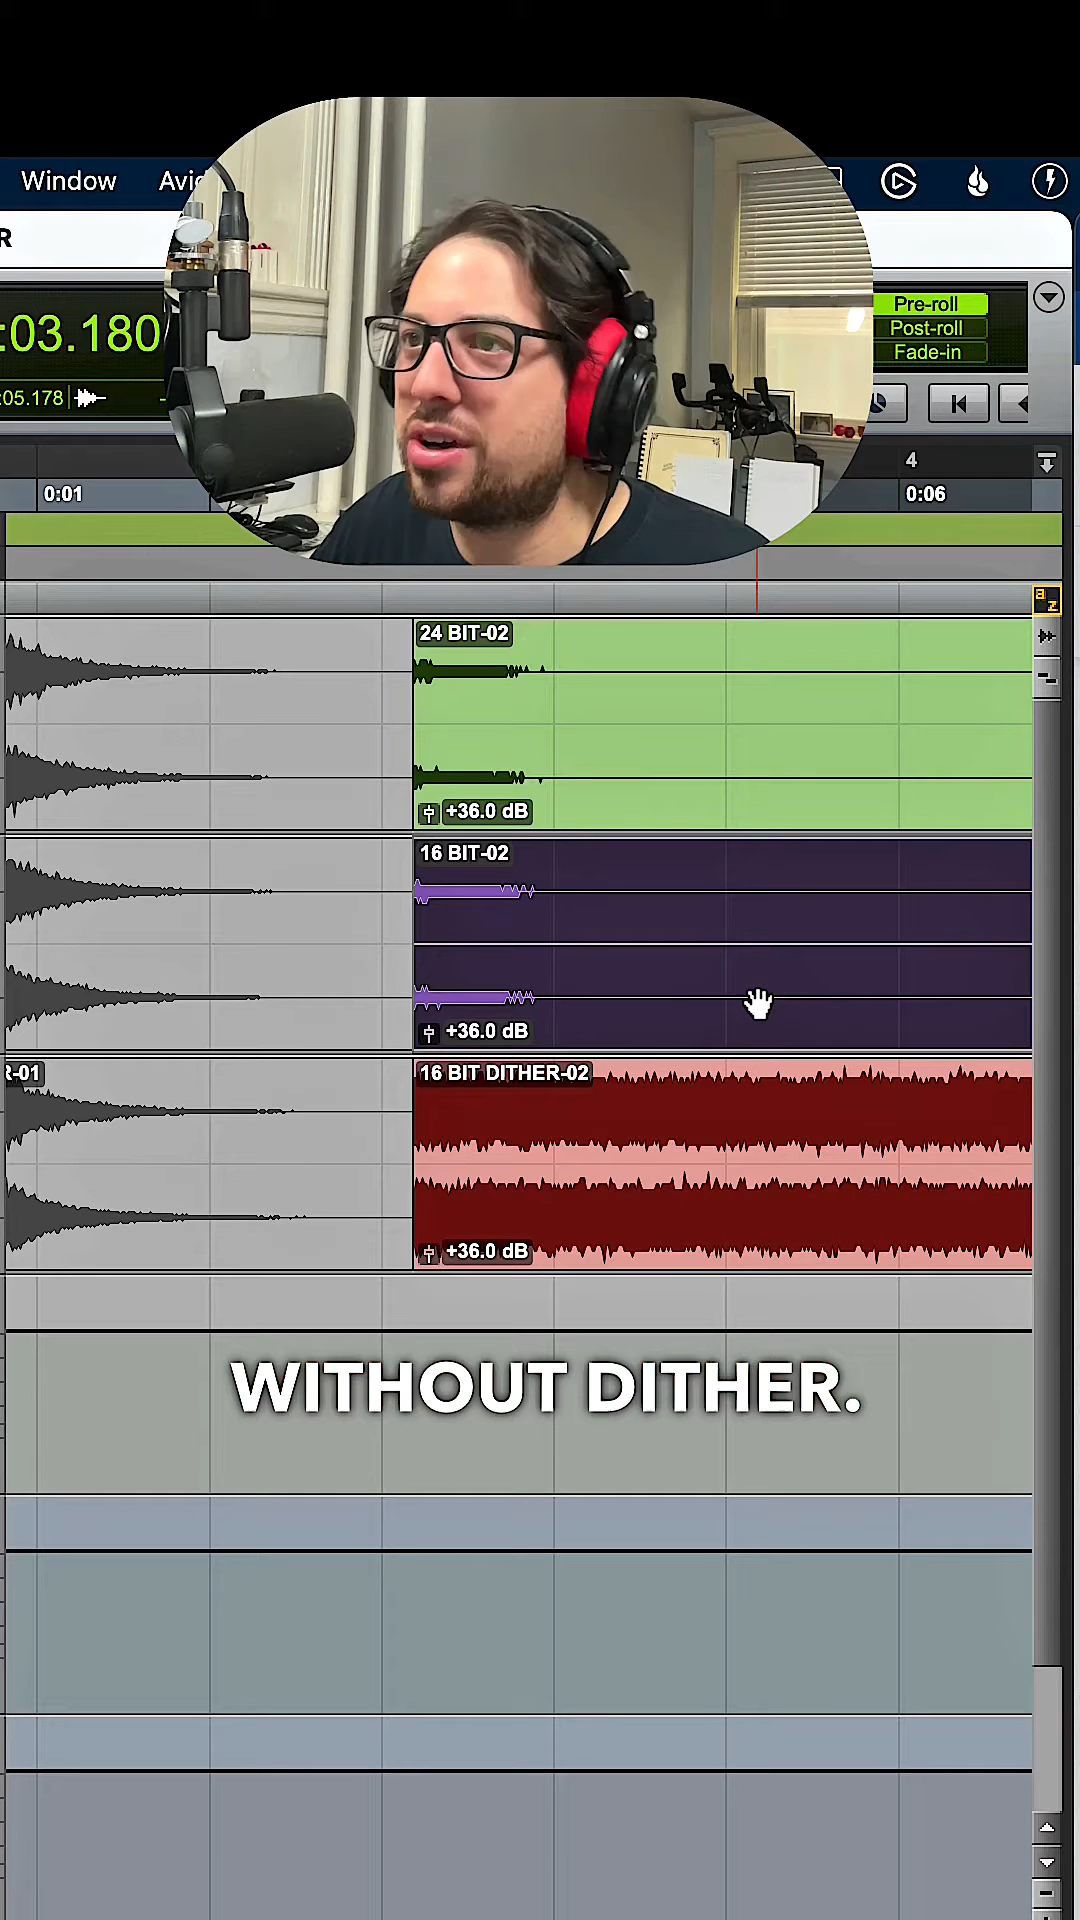 Window
R
:03.180
Pre-roll
Post-roll
Fade-in
:05.178
4
0:01
0:06
a
z
24 BIT-02
+36.0 dB
16 BIT-02
+36.0 dB
R-01
16 BIT DITHER-02
+36.0 dB
WITHOUT DITHER.